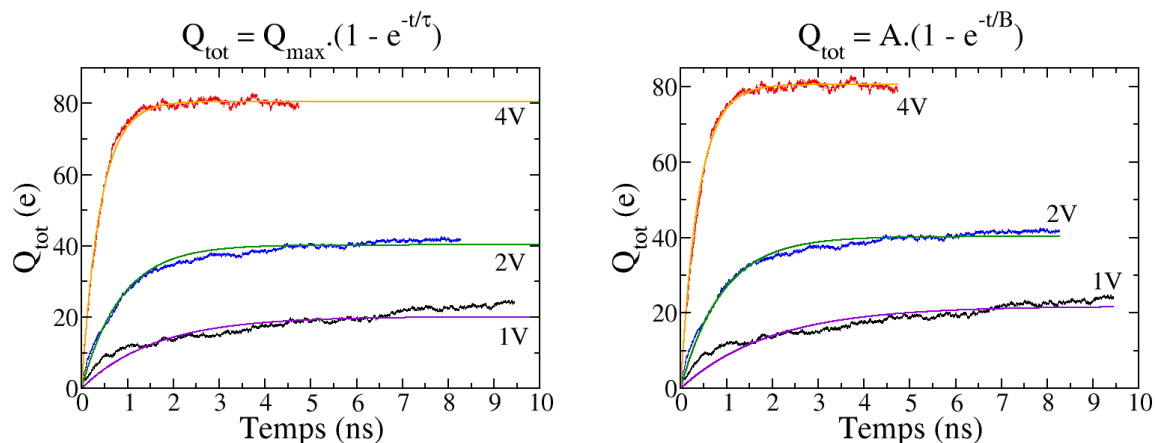 Q_tot = Q_max.(1 - e^-t/τ)
80
60
40
20
0
Q_tot (e)
4V
2V
1V
0 1 2 3 4 5 6 7 8 9 10
Temps (ns)
Q_tot = A.(1 - e^-t/B)
80
60
40
20
0
Q_tot (e)
4V
2V
1V
0 1 2 3 4 5 6 7 8 9 10
Temps (ns)